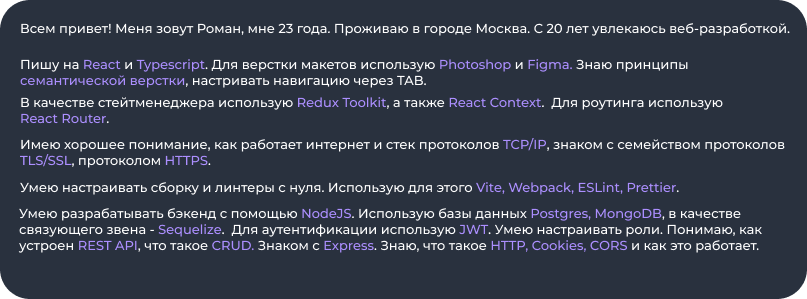 Всем привет! Меня зовут Роман, мне 23 года. Проживаю в городе Москва. С 20 лет увлекаюсь веб-разработкой.
Пишу на React и Typescript. Для верстки макетов использую Photoshop и Figma. Знаю принципы
семантической верстки, настривать навигацию через TAB.
В качестве стейтменеджера использую Redux Toolkit, а также React Context. Для роутинга использую
React Router.
Имею хорошее понимание, как работает интернет и стек протоколов TCP/IP, знаком с семейством протоколов
TLS/SSL, протоколом HTTPS.
Умею настраивать сборку и линтеры с нуля. Использую для этого Vite, Webpack, ESLint, Prettier.
Умею разрабатывать бэкенд с помощью NodeJS. Использую базы данных Postgres, MongoDB, в качестве
связующего звена - Sequelize. Для аутентификации использую JWT. Умею настраивать роли. Понимаю, как
устроен REST API, что такое CRUD. Знаком с Express. Знаю, что такое HTTP, Cookies, CORS и как это работает.